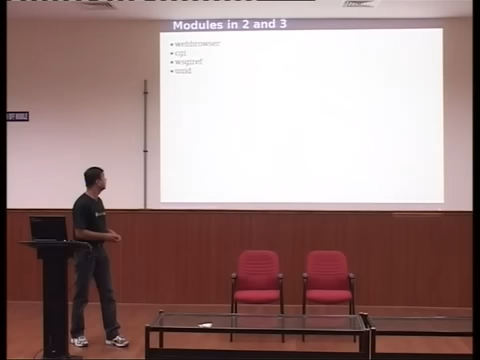 Modules in 2 and 3
• webbrowser
• cgi
• wsgiref
• uuid